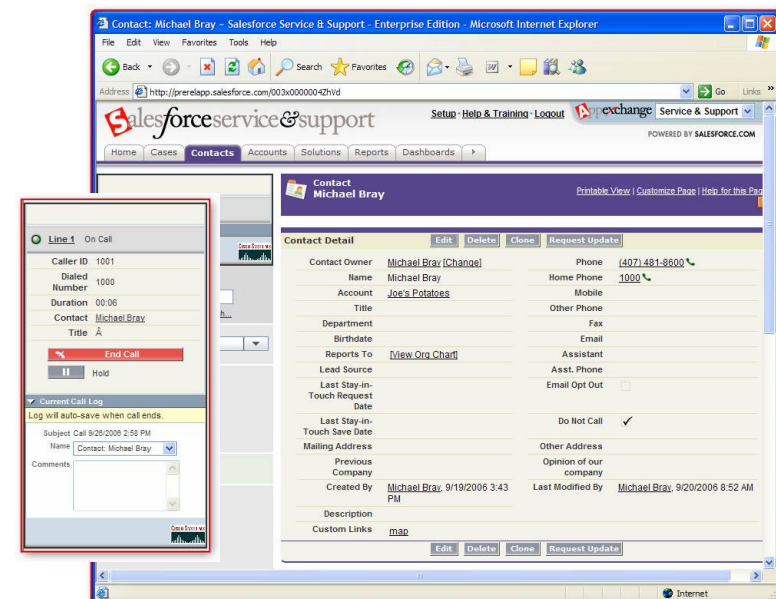 Contact: Michael Bray - Salesforce Service & Support - Enterprise Edition - Microsoft Internet Explorer
File Edit View Favorites Tools Help
Back Search Favorites
Address http://prerelapp.salesforce.com/003x0000004ZhVd Go Links »
Salesforceservice&support
Setup · Help & Training · Logout
Appexchange
Service & Support
POWERED BY SALESFORCE.COM
Home Cases Contacts Accounts Solutions Reports Dashboards
Contact
Michael Bray
Printable View | Customize Page | Help for this Pag
Contact Detail Edit Delete Clone Request Update
Contact Owner Michael Bray [Change] Phone (407) 481-8600
Name Michael Bray Home Phone 1000
Account Joe's Potatoes Mobile
Title Other Phone
Department Fax
Birthdate Email
Reports To [View Org Chart] Assistant
Lead Source Asst. Phone
Last Stay-in-Touch Request Date Email Opt Out
Last Stay-in-Touch Save Date Do Not Call ✓
Mailing Address Other Address
Previous Company Opinion of our company
Created By Michael Bray, 9/19/2006 3:43 PM Last Modified By Michael Bray, 9/20/2006 8:52 AM
Description
Custom Links map
Edit Delete Clone Request Update
Internet
Line 1 On Call
Caller ID 1001
Dialed Number 1000
Duration 00:06
Contact Michael Bray
Title Â
End Call
Hold
Current Call Log
Log will auto-save when call ends.
Subject Call 9/26/2006 2:58 PM
Name Contact: Michael Bray
Comments
CISCO SYSTEMS
CISCO SYSTEMS